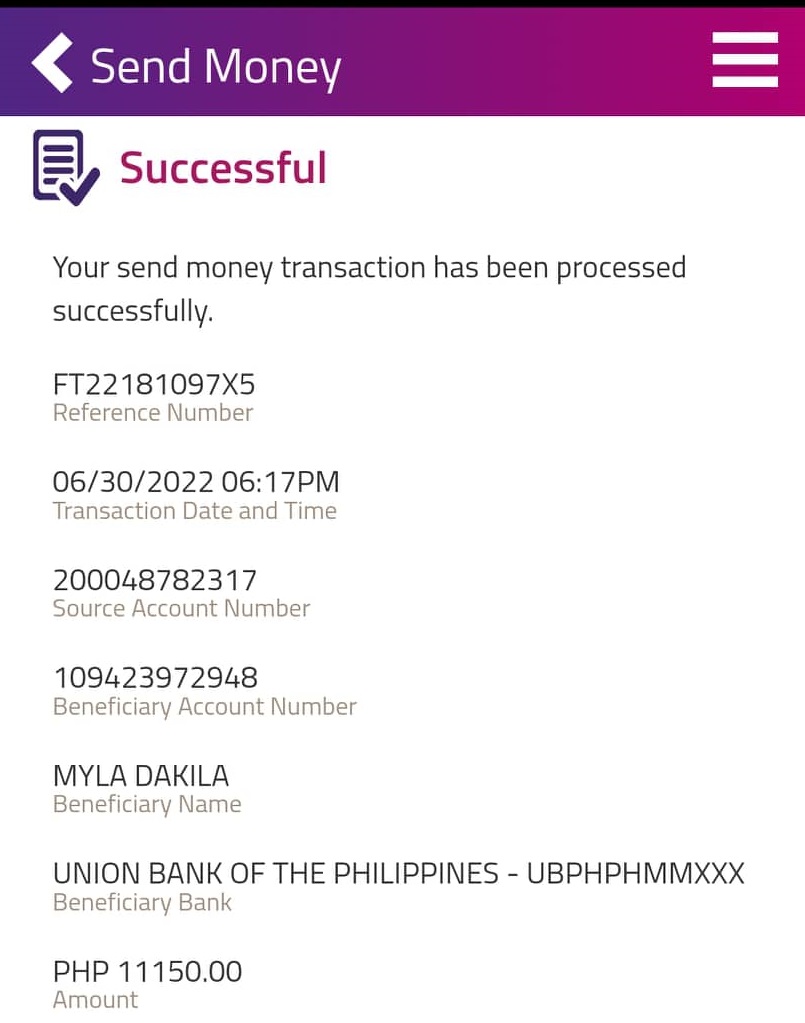 Send Money
Successful
Your send money transaction has been processed
successfully.
FT22181097X5
Reference Number
06/30/2022 06:17PM
Transaction Date and Time
200048782317
Source Account Number
109423972948
Beneficiary Account Number
MYLA DAKILA
Beneficiary Name
UNION BANK OF THE PHILIPPINES - UBPHPHMMXXX
Beneficiary Bank
PHP 11150.00
Amount